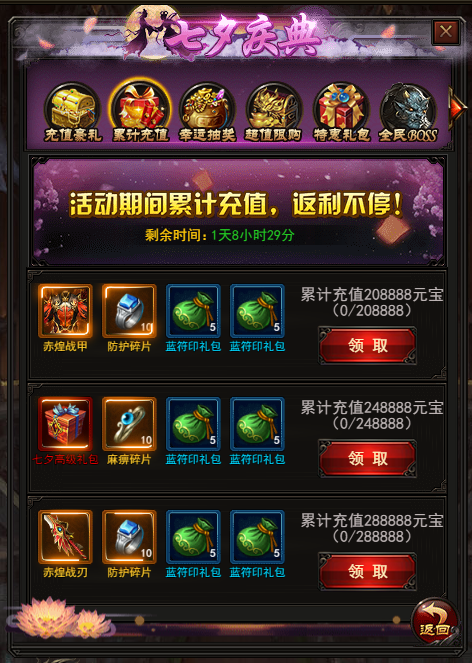 七夕庆典
充值豪礼 累计充值 幸运抽奖 超值限购 特惠礼包 全民BOSS
活动期间累计充值，返利不停！
剩余时间：1天8小时29分
累计充值208888元宝
(0/208888)
10 5 5
赤煌战甲 防护碎片 蓝符印礼包 蓝符印礼包
领取
累计充值248888元宝
(0/248888)
10 5 5
七夕高级礼包 麻痹碎片 蓝符印礼包 蓝符印礼包
领取
累计充值288888元宝
(0/288888)
10 5 5
赤煌战刃 防护碎片 蓝符印礼包 蓝符印礼包
领取
返回